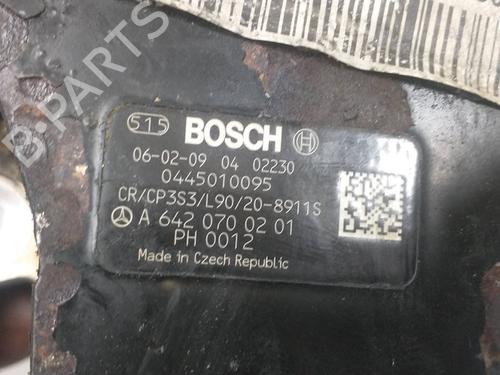 B-PARTS
515 BOSCH
06-02-09 04 02230
0445010095
CR/CP3S3/L90/20-8911S
A 642 070 02 01
PH 0012
Made in Czech Republic